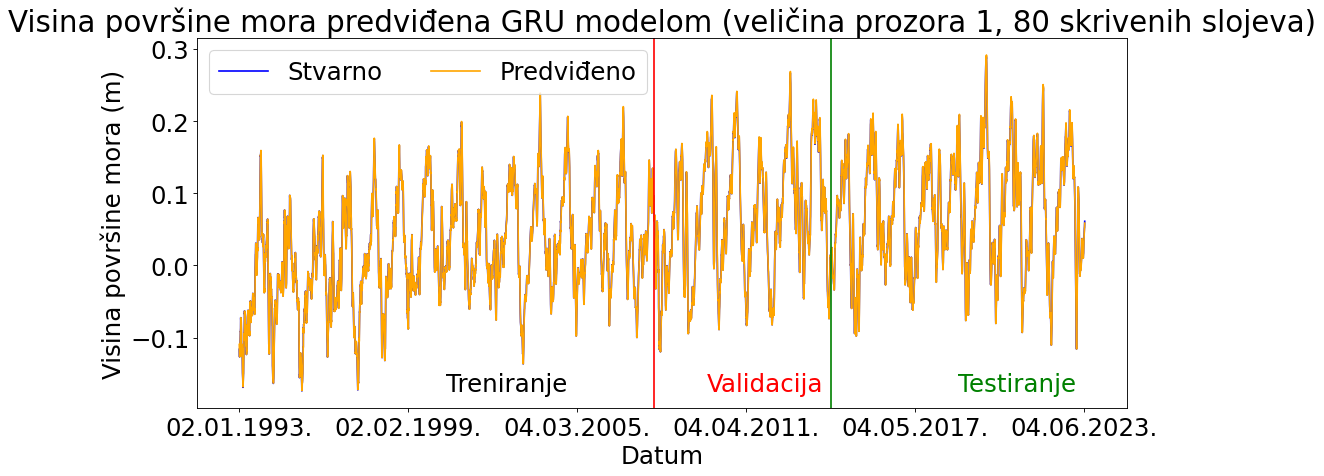 Visina površine mora predviđena GRU modelom (veličina prozora 1, 80 skrivenih slojeva)
Stvarno Predviđeno
Visina površine mora (m)
0.3
0.2
0.1
0.0
−0.1
Treniranje Validacija Testiranje
02.01.1993. 02.02.1999. 04.03.2005. 04.04.2011. 04.05.2017. 04.06.2023.
Datum